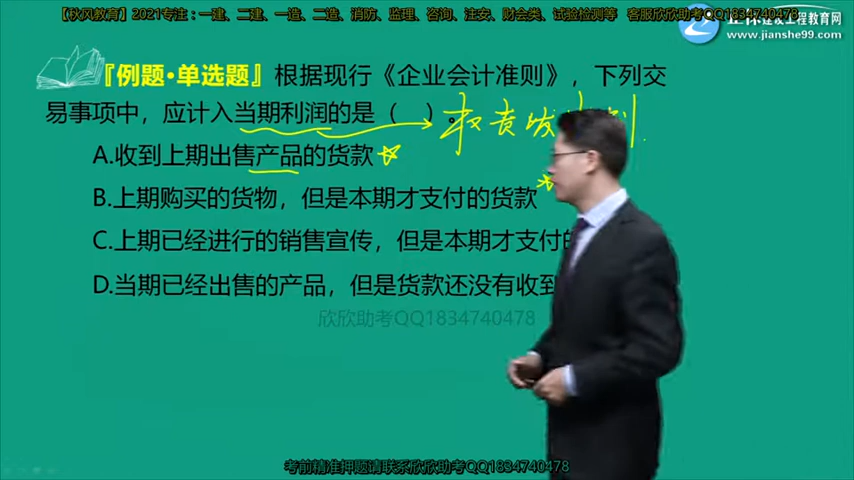 【秋风教育】2021专注：一建、二建、一造、二造、消防、监理、咨询、注安、财会类、试验检测等 客服欣欣助考QQ1834740478
建设工程教育网
www.jianshe99.com
『例题·单选题』根据现行《企业会计准则》，下列交
易事项中，应计入当期利润的是（ ）。
权责发
A.收到上期出售产品的货款
B.上期购买的货物，但是本期才支付的货款
C.上期已经进行的销售宣传，但是本期才支付的
D.当期已经出售的产品，但是货款还没有收到
欣欣助考QQ1834740478
考前精准押题请联系欣欣助考QQ1834740478